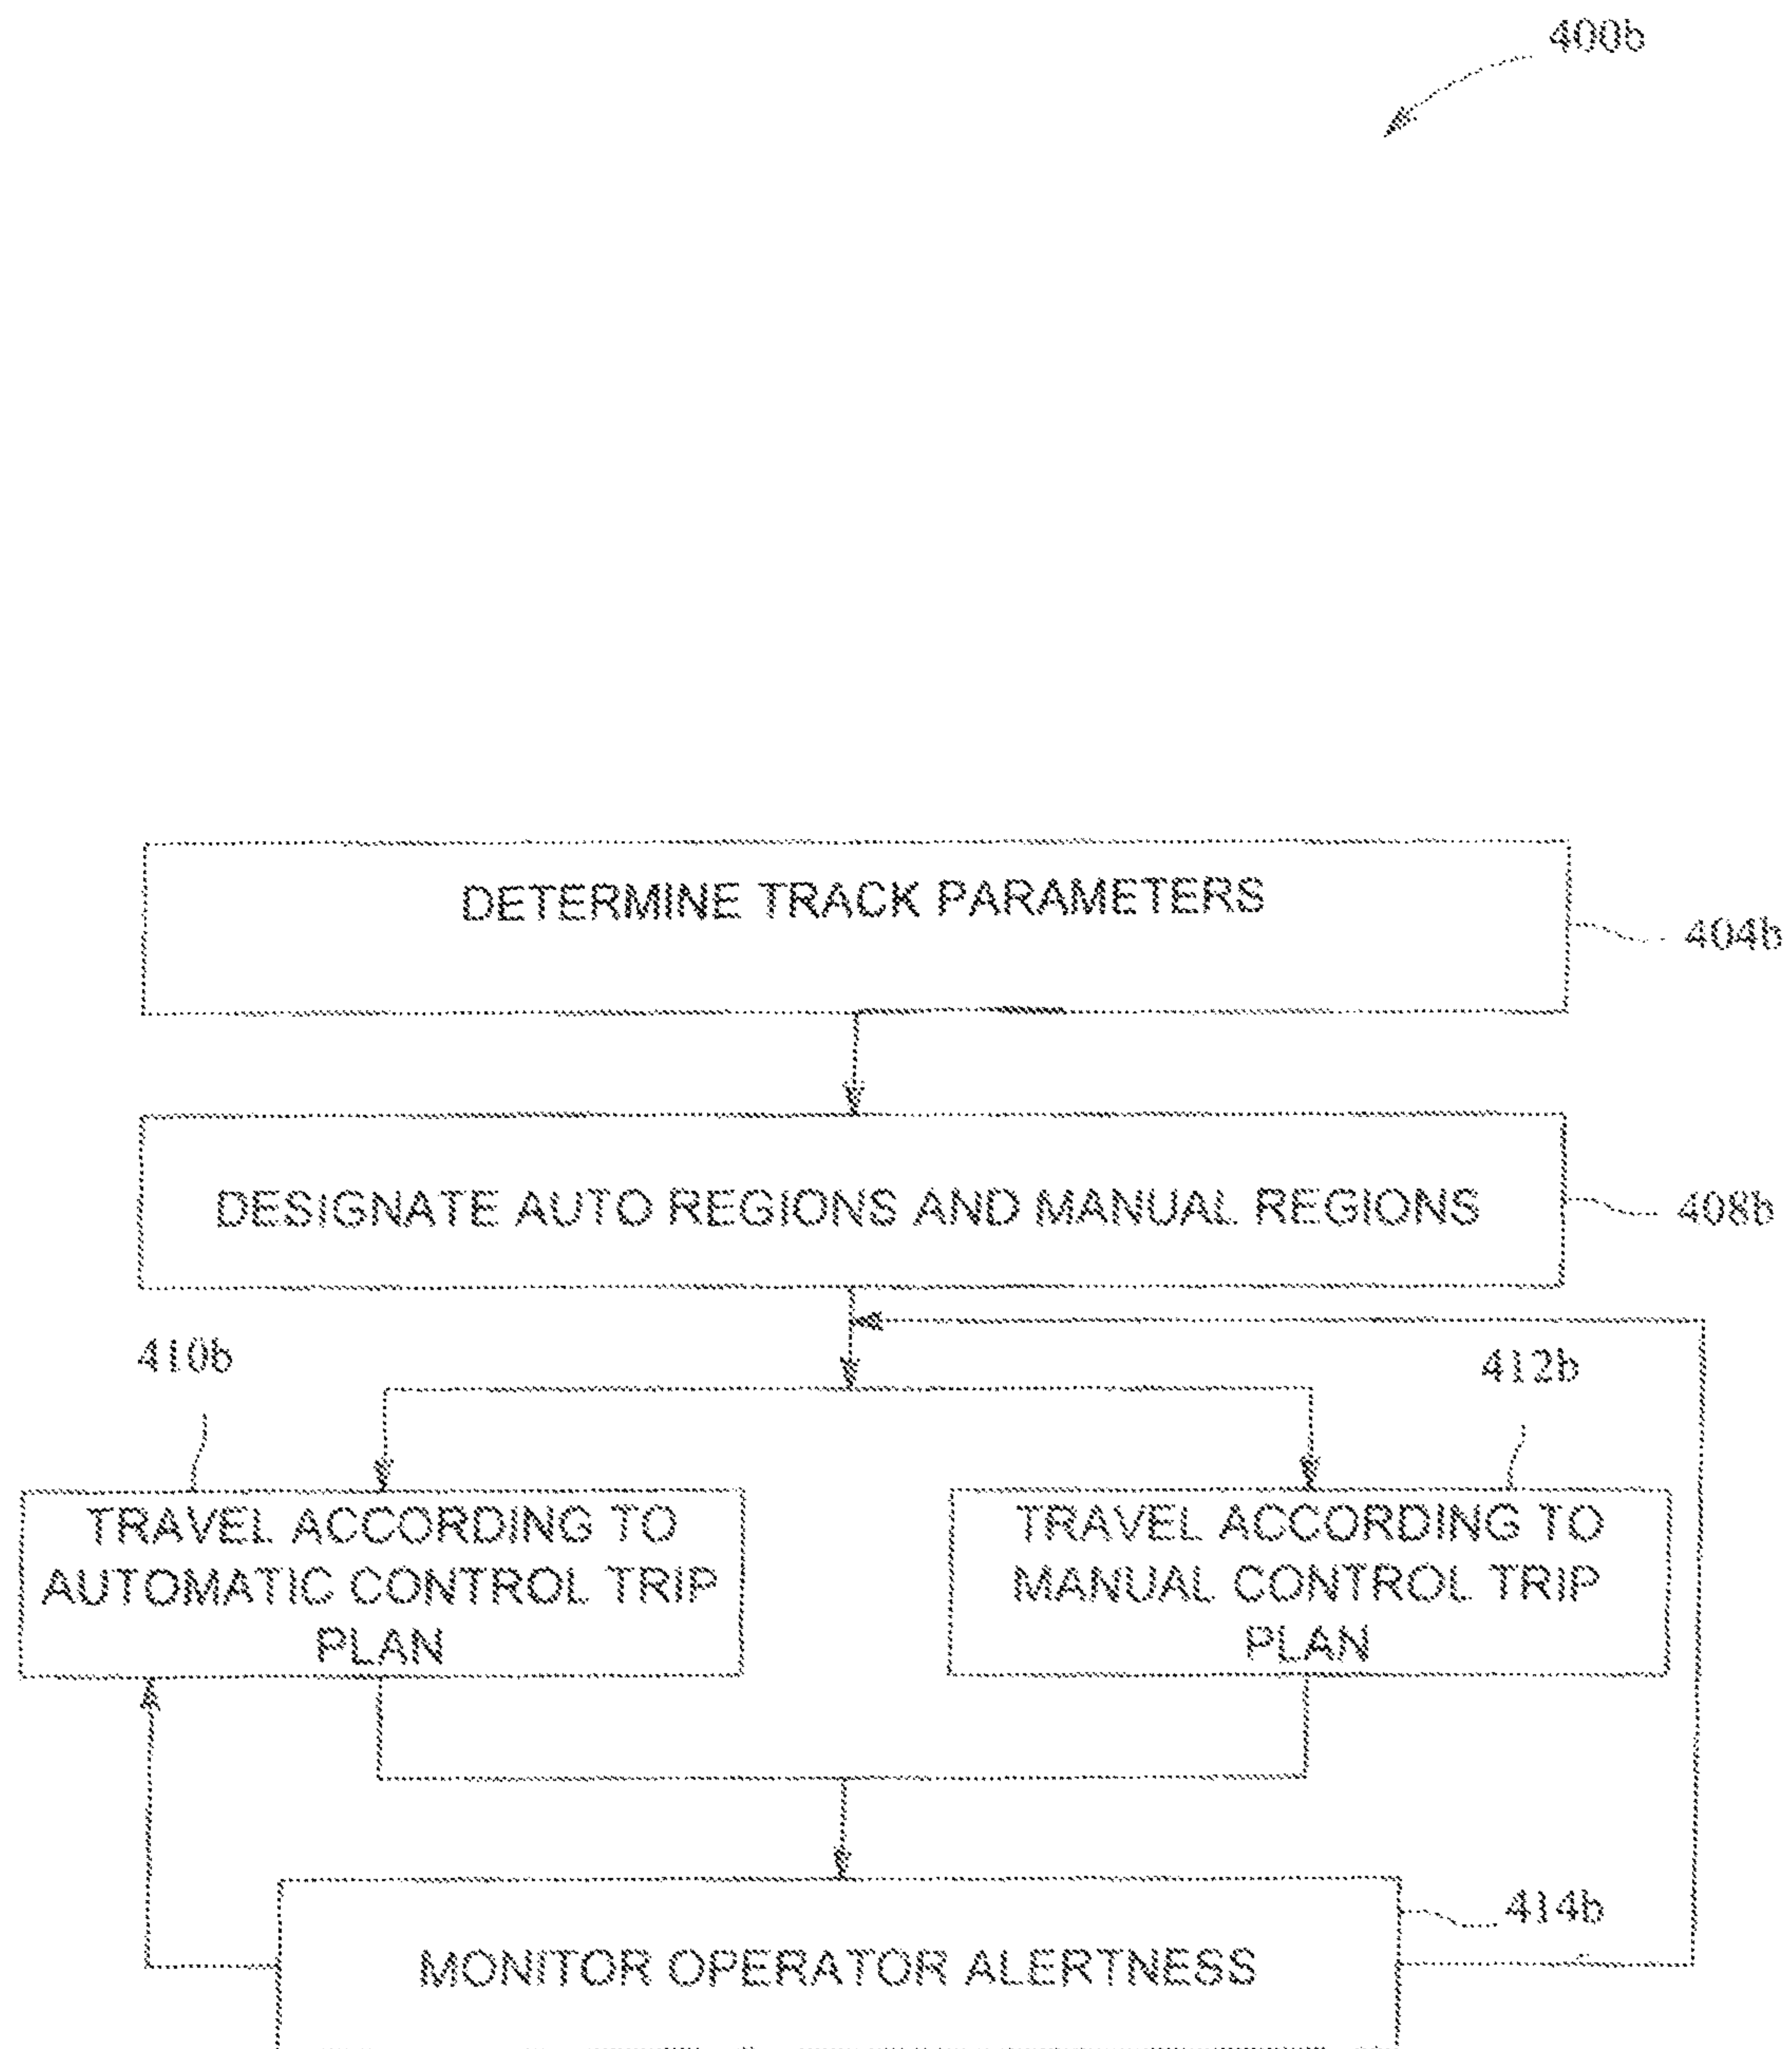 400b
DETERMINE TRACK PARAMETERS
404b
DESIGNATE AUTO REGIONS AND MANUAL REGIONS
408b
410b
412b
TRAVEL ACCORDING TO
AUTOMATIC CONTROL TRIP
PLAN
TRAVEL ACCORDING TO
MANUAL CONTROL TRIP
PLAN
414b
MONITOR OPERATOR ALERTNESS